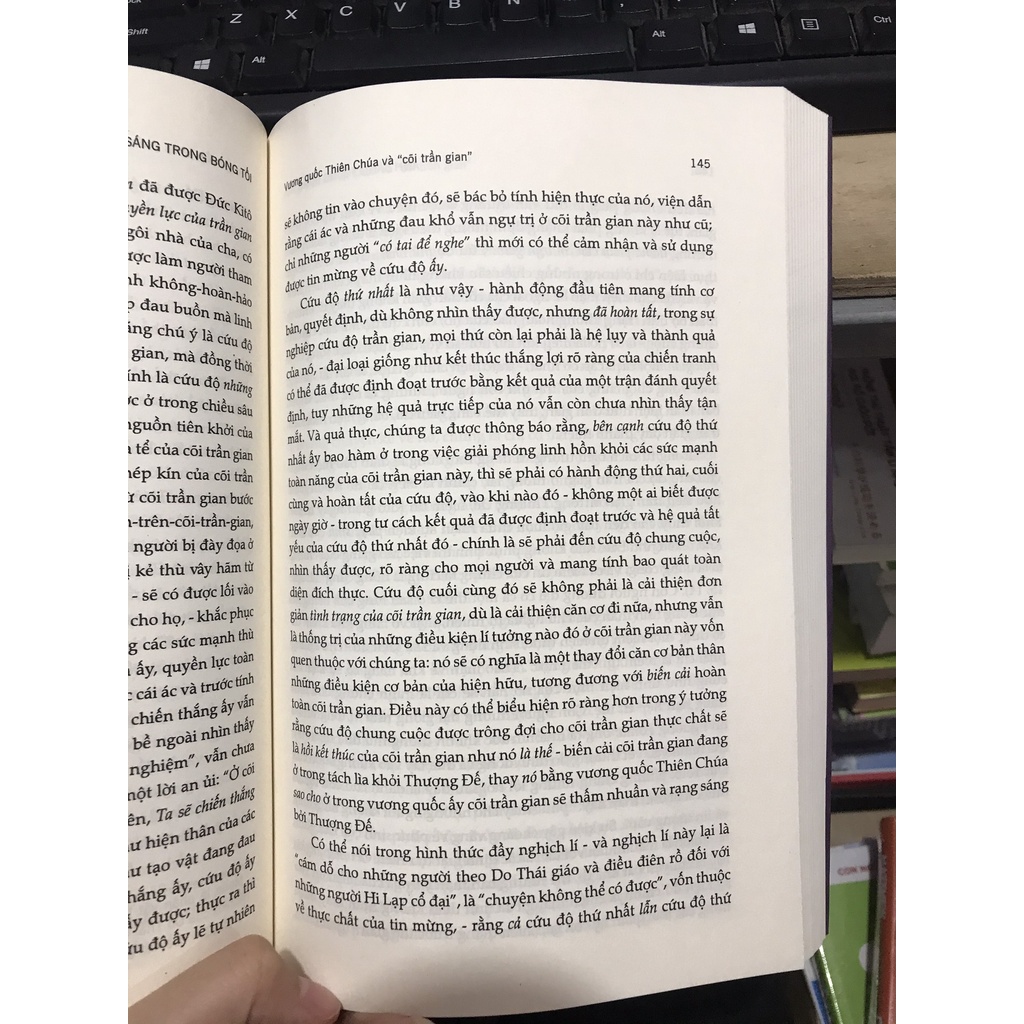 Z
X
C
V
B
N
Shift
Alt
Alt
Ctrl
SÁNG TRONG BÓNG TỐI
đã được Đức Kitô
yền lực của trần gian
gôi nhà của cha, có
ược làm người tham
nh không-hoàn-hảo
đau buồn mà linh
áng chú ý là cứu độ
gian, mà đồng thời
ính là cứu độ những
ở trong chiều sâu
nguồn tiên khởi của
tể của cõi trần gian
hép kín của cõi trần
cõi trần gian bước
-trên-cõi-trần-gian,
người bị đày đọa ở
kẻ thù vây hãm từ
- sẽ có được lối vào
cho họ, - khắc phục
g các sức mạnh thù
ấy, quyền lực toàn
cái ác và trước tính
chiến thắng ấy vẫn
bề ngoài nhìn thấy
nghiệm”, vẫn chưa
một lời an ủi: “Ở cõi
ên, Ta sẽ chiến thắng
ư hiện thân của các
tạo vật đang đau
hắng ấy, cứu độ ấy
ấy được; thực ra thì
ứu độ ấy lẽ tự nhiên
Vương quốc Thiên Chúa và “cõi trần gian” 145
sẽ không tin vào chuyện đó, sẽ bác bỏ tính hiện thực của nó, viện dẫn
rằng cái ác và những đau khổ vẫn ngự trị ở cõi trần gian này như cũ;
chỉ những người “có tai để nghe” thì mới có thể cảm nhận và sử dụng
được tin mừng về cứu độ ấy.
Cứu độ thứ nhất là như vậy - hành động đầu tiên mang tính cơ
bản, quyết định, dù không nhìn thấy được, nhưng đã hoàn tất, trong sự
nghiệp cứu độ trần gian, mọi thứ còn lại phải là hệ lụy và thành quả
của nó, - đại loại giống như kết thúc thắng lợi rõ ràng của chiến tranh
có thể đã được định đoạt trước bằng kết quả của một trận đánh quyết
định, tuy những hệ quả trực tiếp của nó vẫn còn chưa nhìn thấy tận
mắt. Và quả thực, chúng ta được thông báo rằng, bên cạnh cứu độ thứ
nhất ấy bao hàm ở trong việc giải phóng linh hồn khỏi các sức mạnh
toàn năng của cõi trần gian này, thì sẽ phải có hành động thứ hai, cuối
cùng và hoàn tất của cứu độ, vào khi nào đó - không một ai biết được
ngày giờ - trong tư cách kết quả đã được định đoạt trước và hệ quả tất
yếu của cứu độ thứ nhất đó - chính là sẽ phải đến cứu độ chung cuộc,
nhìn thấy được, rõ ràng cho mọi người và mang tính bao quát toàn
diện đích thực. Cứu độ cuối cùng đó sẽ không phải là cải thiện đơn
giản tình trạng của cõi trần gian, dù là cải thiện căn cơ đi nữa, nhưng vẫn
là thống trị của những điều kiện lí tưởng nào đó ở cõi trần gian này vốn
quen thuộc với chúng ta: nó sẽ có nghĩa là một thay đổi căn cơ bản thân
những điều kiện cơ bản của hiện hữu, tương đương với biến cải hoàn
toàn cõi trần gian. Điều này có thể biểu hiện rõ ràng hơn trong ý tưởng
rằng cứu độ chung cuộc được trông đợi cho cõi trần gian thực chất sẽ
là hồi kết thúc của cõi trần gian như nó là thế - biến cải cõi trần gian đang
ở trong tách lìa khỏi Thượng Đế, thay nó bằng vương quốc Thiên Chúa
sao cho ở trong vương quốc ấy cõi trần gian sẽ thấm nhuần và rạng sáng
bởi Thượng Đế.
Có thể nói trong hình thức đầy nghịch lí - và nghịch lí này lại là
“cám dỗ cho những người theo Do Thái giáo và điều điên rồ đối với
những người Hi Lạp cổ đại”, là “chuyện không thể có được”, vốn thuộc
về thực chất của tin mừng, - rằng cả cứu độ thứ nhất lẫn cứu độ thứ